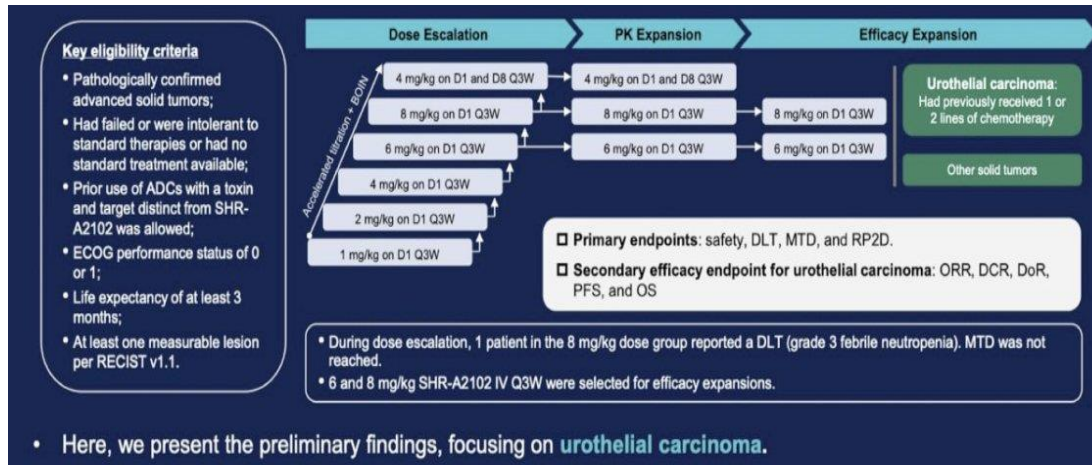 Key eligibility criteria
• Pathologically confirmed
advanced solid tumors;
• Had failed or were intolerant to
standard therapies or had no
standard treatment available;
• Prior use of ADCs with a toxin
and target distinct from SHR-
A2102 was allowed;
• ECOG performance status of 0
or 1;
• Life expectancy of at least 3
months;
• At least one measurable lesion
per RECIST v1.1.
Dose Escalation
PK Expansion
Efficacy Expansion
Accelerated titration + BOIN
4 mg/kg on D1 and D8 Q3W
8 mg/kg on D1 Q3W
6 mg/kg on D1 Q3W
4 mg/kg on D1 Q3W
2 mg/kg on D1 Q3W
1 mg/kg on D1 Q3W
4 mg/kg on D1 and D8 Q3W
8 mg/kg on D1 Q3W
6 mg/kg on D1 Q3W
8 mg/kg on D1 Q3W
6 mg/kg on D1 Q3W
Urothelial carcinoma:
Had previously received 1 or
2 lines of chemotherapy
Other solid tumors
Primary endpoints: safety, DLT, MTD, and RP2D.
Secondary efficacy endpoint for urothelial carcinoma: ORR, DCR, DoR,
PFS, and OS
• During dose escalation, 1 patient in the 8 mg/kg dose group reported a DLT (grade 3 febrile neutropenia). MTD was not
reached.
• 6 and 8 mg/kg SHR-A2102 IV Q3W were selected for efficacy expansions.
• Here, we present the preliminary findings, focusing on urothelial carcinoma.